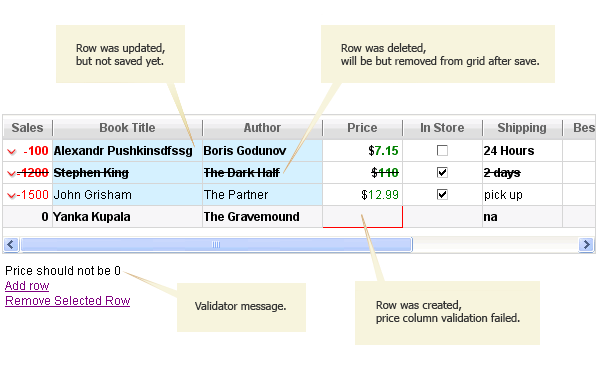 Row was updated,
but not saved yet.
Row was deleted,
will be but removed from grid after save.
Sales Book Title Author Price In Store Shipping Bes
-100 Alexandr Pushkinsdfssg Boris Godunov $7.15 24 Hours
-1200 Stephen King The Dark Half $110 2 days
-1500 John Grisham The Partner $12.99 pick up
0 Yanka Kupala The Gravemound na
Price should not be 0
Add row
Remove Selected Row
Validator message.
Row was created,
price column validation failed.